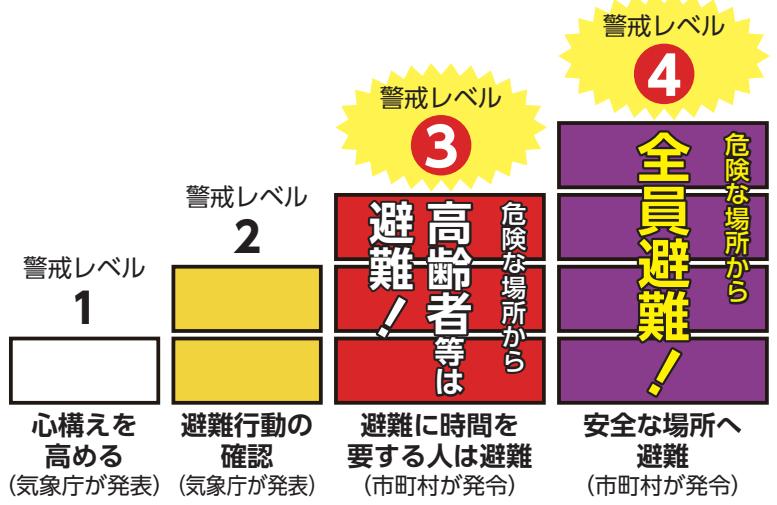 警戒レベル
1
心構えを
高める
（気象庁が発表）
警戒レベル
2
避難行動の
確認
（気象庁が発表）
警戒レベル
3
危険な場所から
高齢者等は
避難！
避難に時間を
要する人は避難
（市町村が発令）
警戒レベル
4
危険な場所から
全員避難！
安全な場所へ
避難
（市町村が発令）